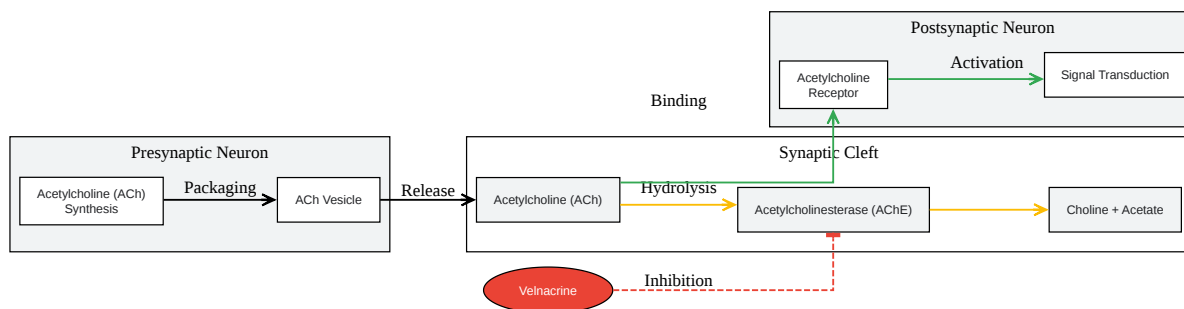 Postsynaptic Neuron
Acetylcholine
Receptor
Activation
Signal Transduction
Binding
Presynaptic Neuron
Acetylcholine (ACh)
Synthesis
Packaging
ACh Vesicle
Release
Synaptic Cleft
Acetylcholine (ACh)
Hydrolysis
Acetylcholinesterase (AChE)
Choline + Acetate
Velnacrine
Inhibition